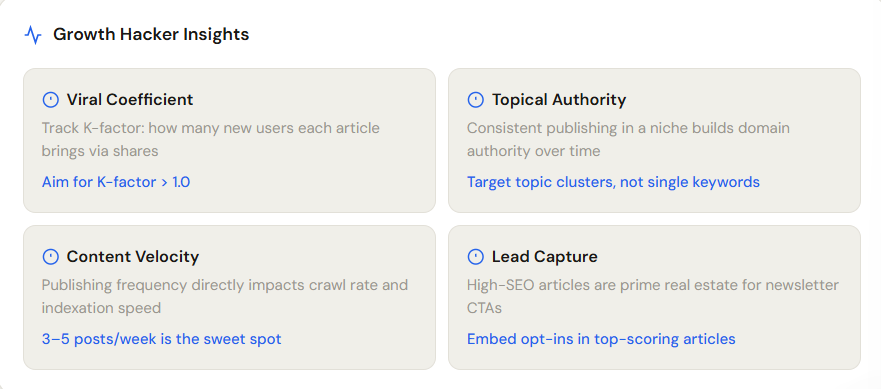 Growth Hacker Insights
Viral Coefficient
Track K-factor: how many new users each article
brings via shares
Aim for K-factor > 1.0
Topical Authority
Consistent publishing in a niche builds domain
authority over time
Target topic clusters, not single keywords
Content Velocity
Publishing frequency directly impacts crawl rate and
indexation speed
3–5 posts/week is the sweet spot
Lead Capture
High-SEO articles are prime real estate for newsletter
CTAs
Embed opt-ins in top-scoring articles